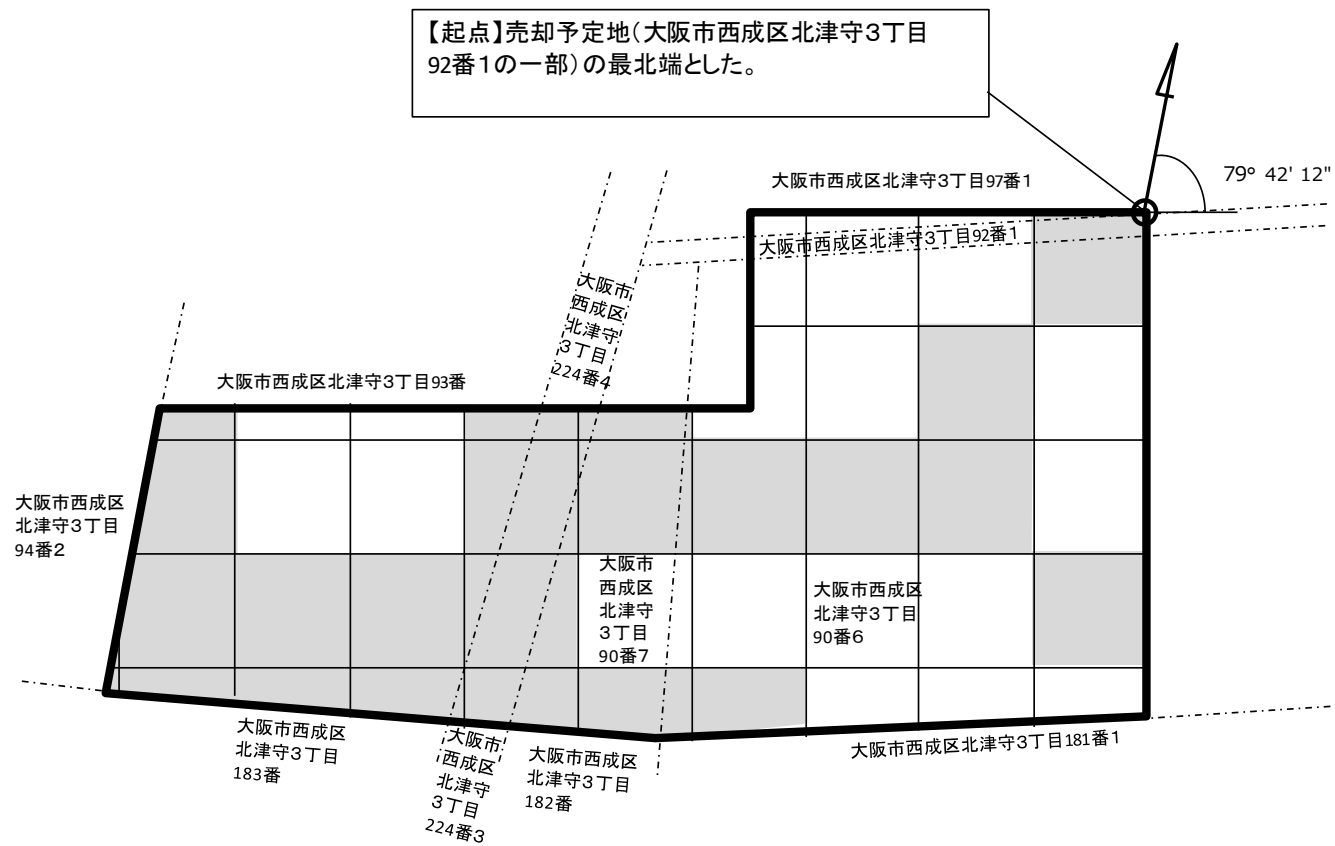 【起点】売却予定地(大阪市西成区北津守3丁目
92番1の一部)の最北端とした。
79° 42' 12"
大阪市西成区北津守3丁目97番1
大阪市西成区北津守3丁目92番1
大阪市
西成区
北津守
3丁目
224番4
大阪市西成区北津守3丁目93番
大阪市西成区
北津守3丁目
94番2
大阪市
西成区
北津守
3丁目
90番7
大阪市西成区
北津守3丁目
90番6
大阪市西成区
北津守3丁目
183番
大阪市
西成区
北津守
3丁目
224番3
大阪市西成区
北津守3丁目
182番
大阪市西成区北津守3丁目181番1